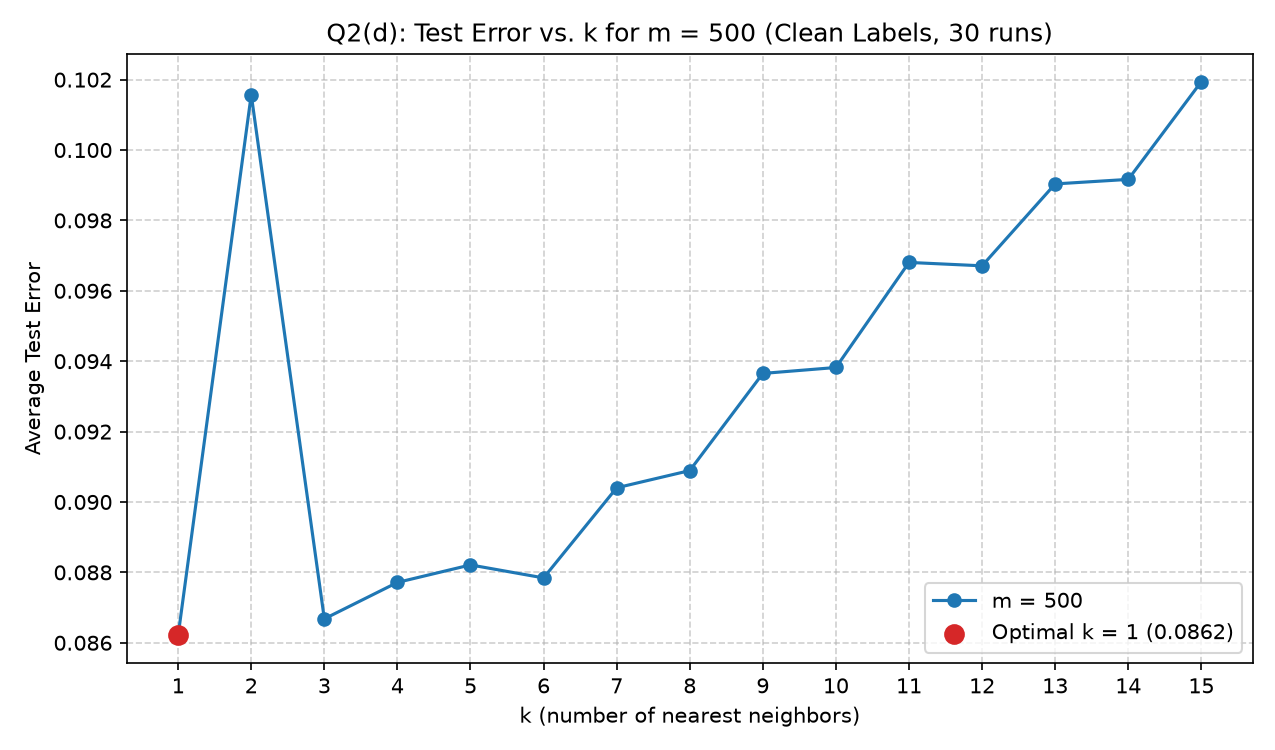 Q2(d): Test Error vs. k for m = 500 (Clean Labels, 30 runs)
Average Test Error
0.102
0.100
0.098
0.096
0.094
0.092
0.090
0.088
0.086
m = 500
Optimal k = 1 (0.0862)
1 2 3 4 5 6 7 8 9 10 11 12 13 14 15
k (number of nearest neighbors)